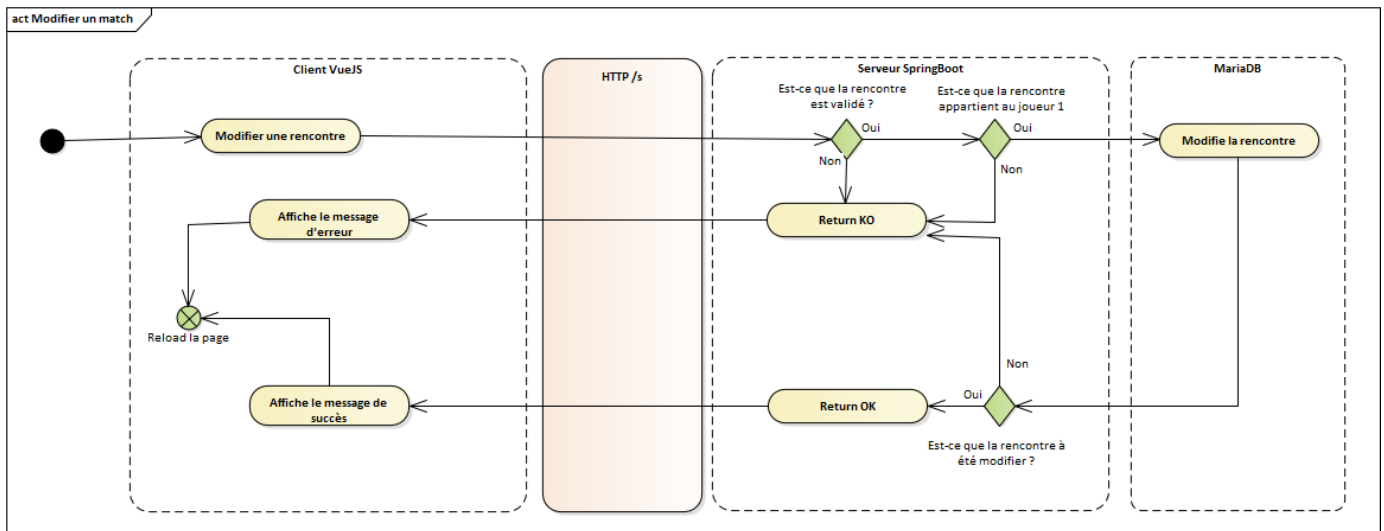 act Modifier un match
Client VueJS
HTTP /s
Serveur SpringBoot
MariaDB
Est-ce que la rencontre
est validé ?
Est-ce que la rencontre
appartient au joueur 1
Modifier une rencontre
Oui
Oui
Modifie la rencontre
Non
Non
Affiche le message
d'erreur
Return KO
Reload la page
Non
Affiche le message de
succès
Return OK
Oui
Est-ce que la rencontre à
été modifier ?